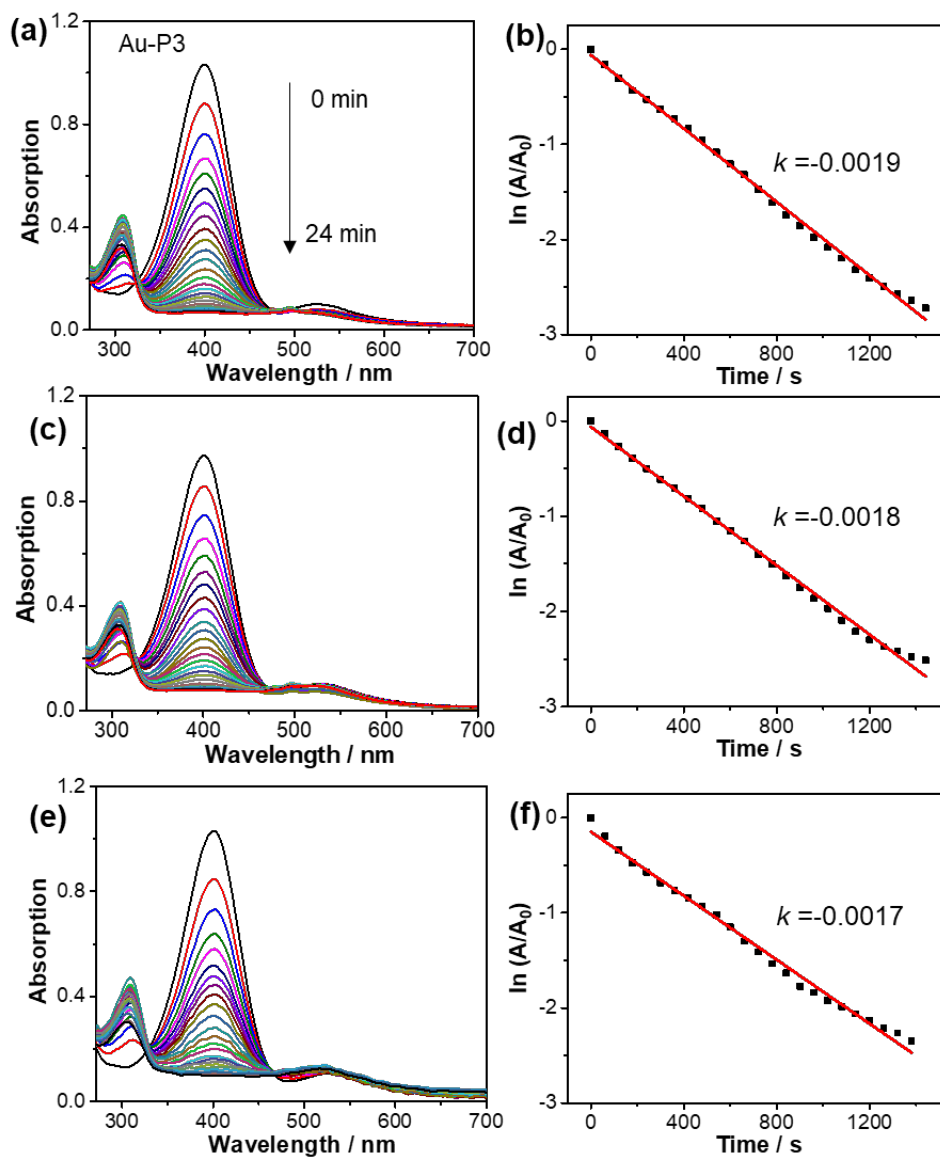 (a)
Au-P3
0 min
24 min
Absorption
1.2
0.8
0.4
0.0
300 400 500 600 700
Wavelength / nm
(b)
k =-0.0019
ln (A/A0)
0
-1
-2
-3
0 400 800 1200
Time / s
(c)
Absorption
1.2
0.8
0.4
0.0
300 400 500 600 700
Wavelength / nm
(d)
k =-0.0018
ln (A/A0)
0
-1
-2
-3
0 400 800 1200
Time / s
(e)
Absorption
1.2
0.8
0.4
0.0
300 400 500 600 700
Wavelength / nm
(f)
k =-0.0017
ln (A/A0)
0
-1
-2
-3
0 400 800 1200
Time / s